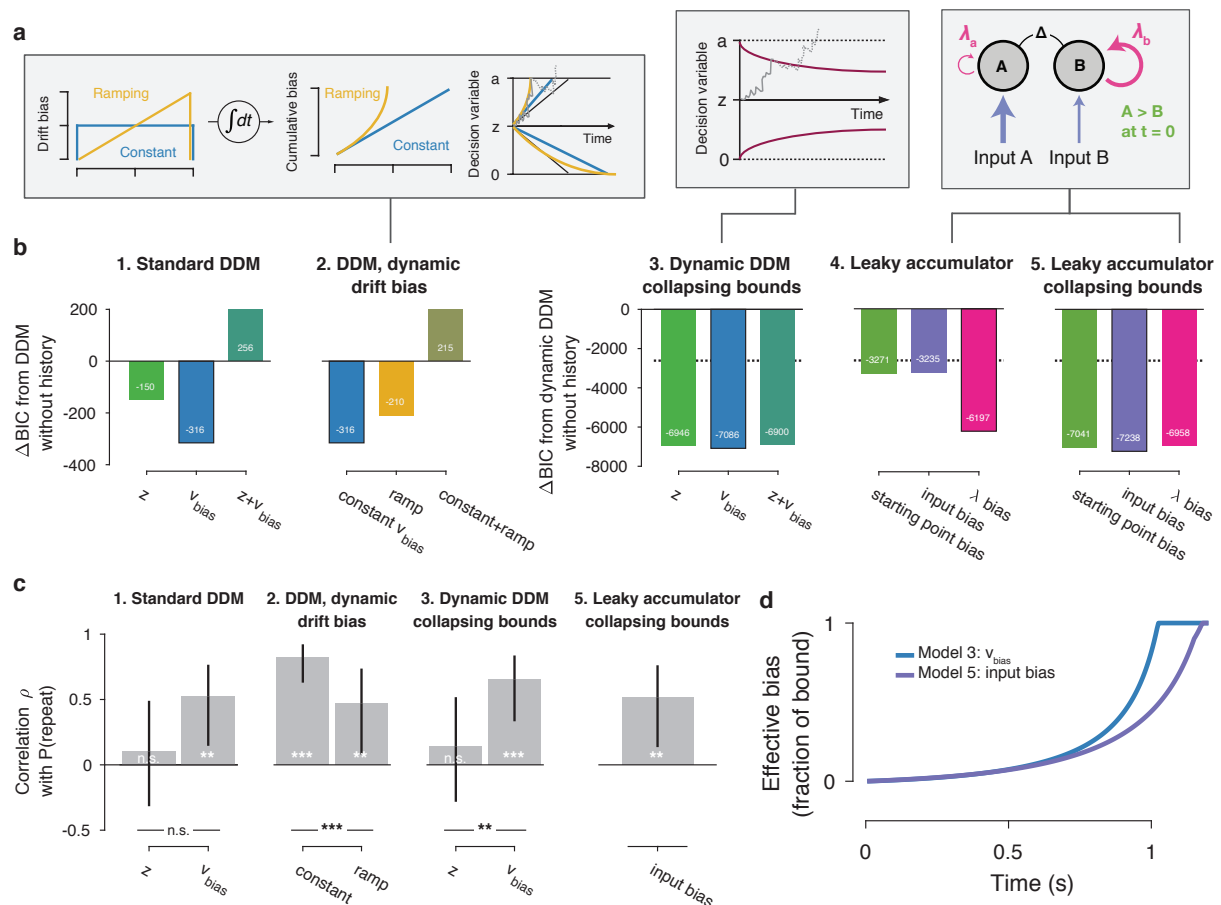 a
Drift bias
Ramping
Constant
∫dt
Cumulative bias
Ramping
Constant
Decision variable
a
z
0
Time
Decision variable
a
z
0
Time
λa
Δ
λb
A
B
A > B
at t = 0
Input A
Input B
b
1. Standard DDM
2. DDM, dynamic
drift bias
3. Dynamic DDM
collapsing bounds
4. Leaky accumulator
5. Leaky accumulator
collapsing bounds
ΔBIC from DDM
without history
200
0
-200
-400
-150
-316
256
z
vbias
z+vbias
-316
-210
215
constant vbias
ramp
constant+ramp
ΔBIC from dynamic DDM
without history
0
-2000
-4000
-6000
-8000
-6946
-7086
-6900
z
vbias
z+vbias
-3271
-3235
-6197
starting point bias
input bias
λ bias
-7041
-7238
-6958
starting point bias
input bias
λ bias
c
1. Standard DDM
2. DDM, dynamic
drift bias
3. Dynamic DDM
collapsing bounds
5. Leaky accumulator
collapsing bounds
Correlation ρ
with P(repeat)
1
0.5
0
-0.5
n.s.
**
n.s.
z
vbias
***
**
***
constant
ramp
n.s.
***
**
z
vbias
**
input bias
d
Effective bias
(fraction of bound)
1
0
Model 3: vbias
Model 5: input bias
0
0.5
1
Time (s)